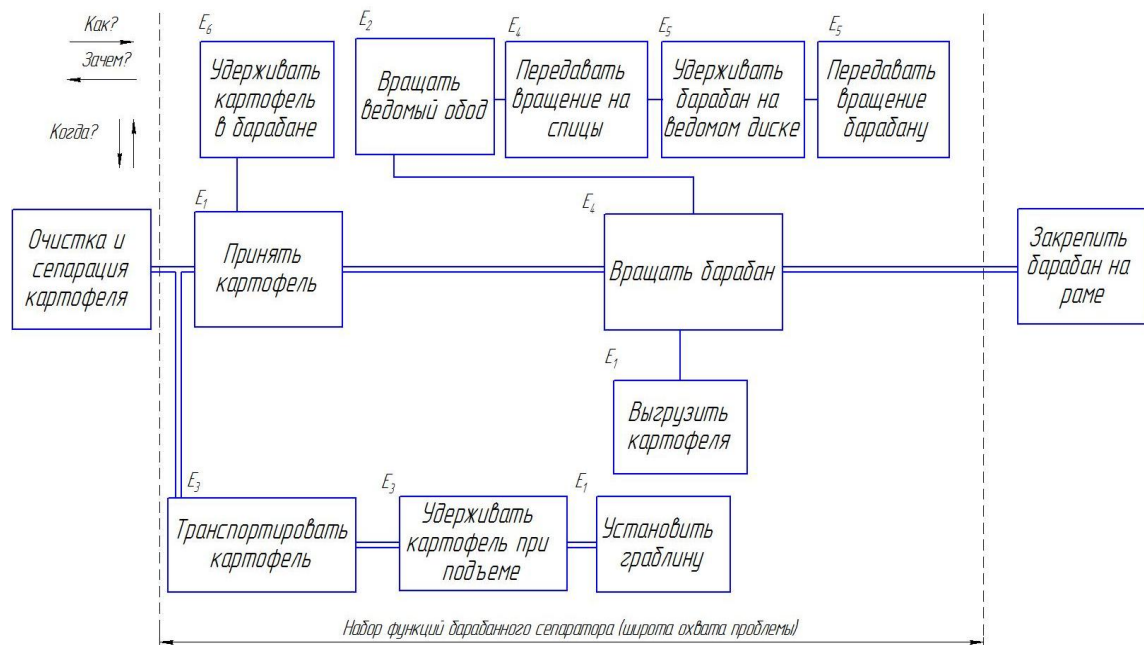 Как?
Зачем?
Когда?
E6
Удерживать
картофель
в барабане
E2
Вращать
ведомый обод
E4
Передавать
вращение на
спицы
E5
Удерживать
барабан на
ведомом диске
E5
Передавать
вращение
барабану
Очистка и
сепарация
картофеля
E1
Принять
картофель
E4
Вращать барабан
Закрепить
барабан на
раме
E1
Выгрузить
картофеля
E3
Транспортировать
картофель
E3
Удерживать
картофель при
подъеме
E1
Установить
граблину
Набор функций барабанного сепаратора (широта охвата проблемы)